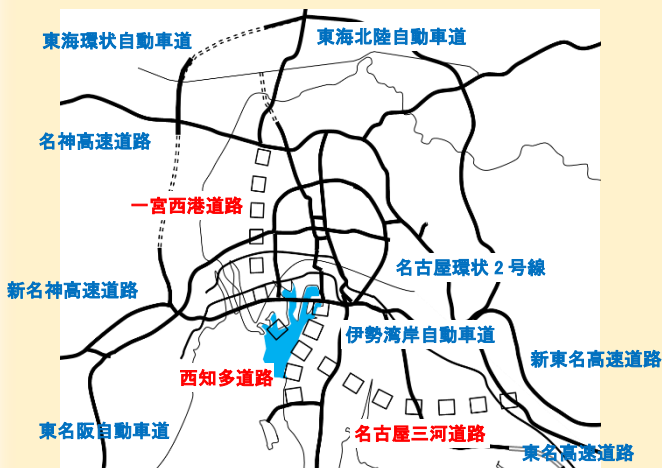 東海環状自動車道
東海北陸自動車道
名神高速道路
一宮西港道路
名古屋環状2号線
新名神高速道路
伊勢湾岸自動車道
新東名高速道路
西知多道路
東名阪自動車道
名古屋三河道路
東名高速道路